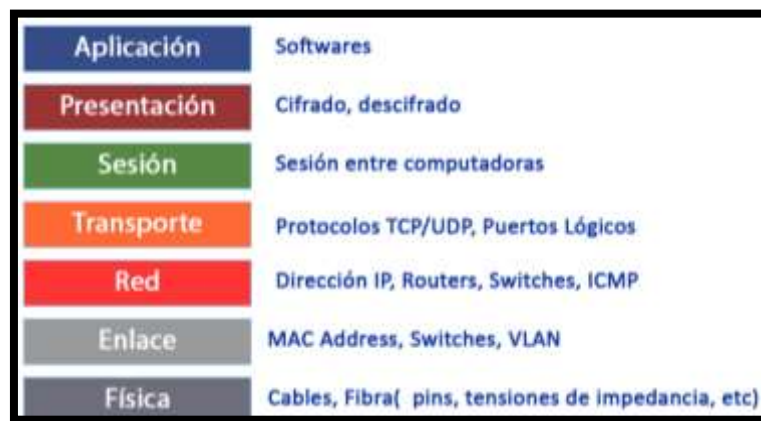 Aplicación Softwares
Presentación Cifrado, descifrado
Sesión Sesión entre computadoras
Transporte Protocolos TCP/UDP, Puertos Lógicos
Red Dirección IP, Routers, Switches, ICMP
Enlace MAC Address, Switches, VLAN
Física Cables, Fibra( pins, tensiones de impedancia, etc)